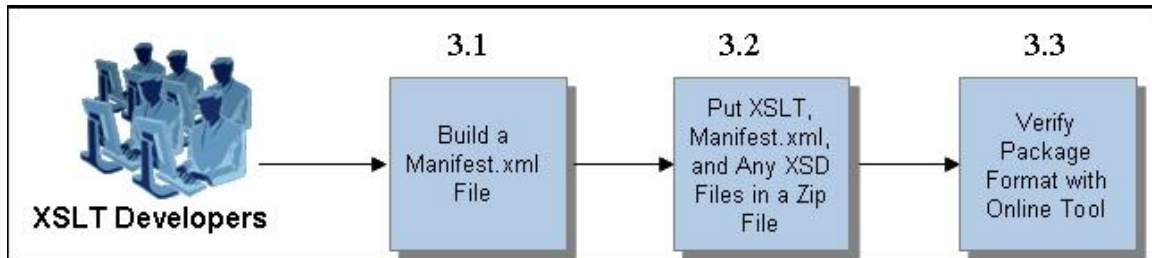 3.1
3.2
3.3
Build a
Manifest.xml
File
Put XSLT,
Manifest.xml,
and Any XSD
Files in a Zip
File
Verify
Package
Format with
Online Tool
XSLT Developers